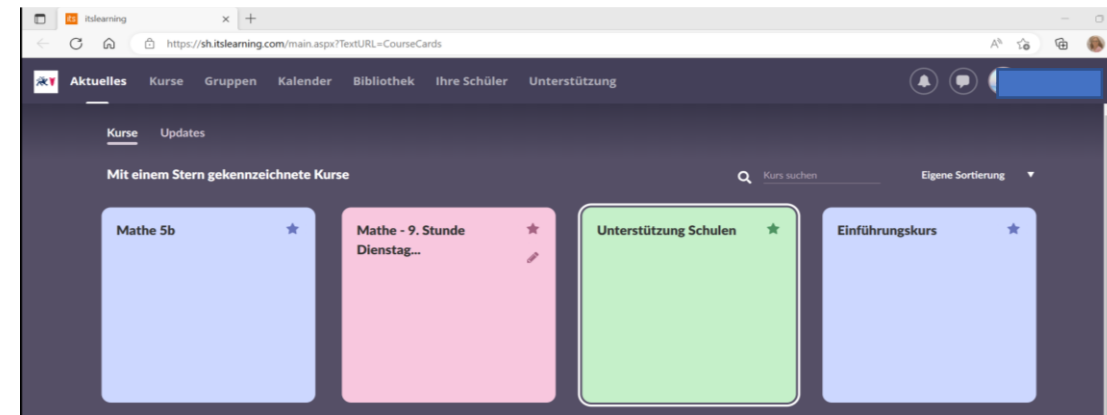 itslearning
https://sh.itslearning.com/main.aspx?TextURL=CourseCards
Aktuelles Kurse Gruppen Kalender Bibliothek Ihre Schüler Unterstützung
Kurse Updates
Mit einem Stern gekennzeichnete Kurse Kurs suchen Eigene Sortierung
Mathe 5b Mathe - 9. Stunde Unterstützung Schulen Einführungskurs
Dienstag...